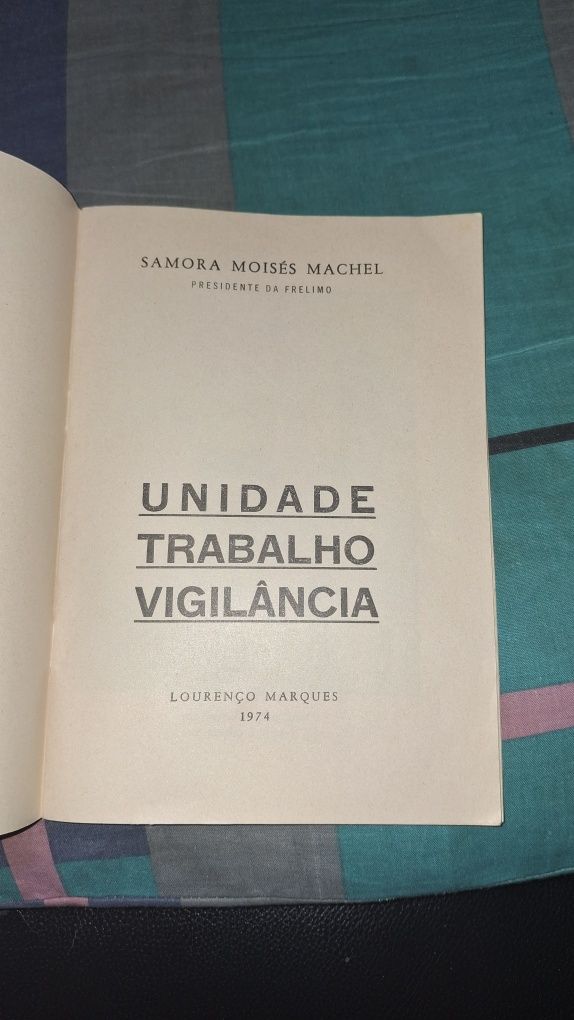 SAMORA MOISÉS MACHEL
PRESIDENTE DA FRELIMO
UNIDADE
TRABALHO
VIGILÂNCIA
LOURENÇO MARQUES
1974